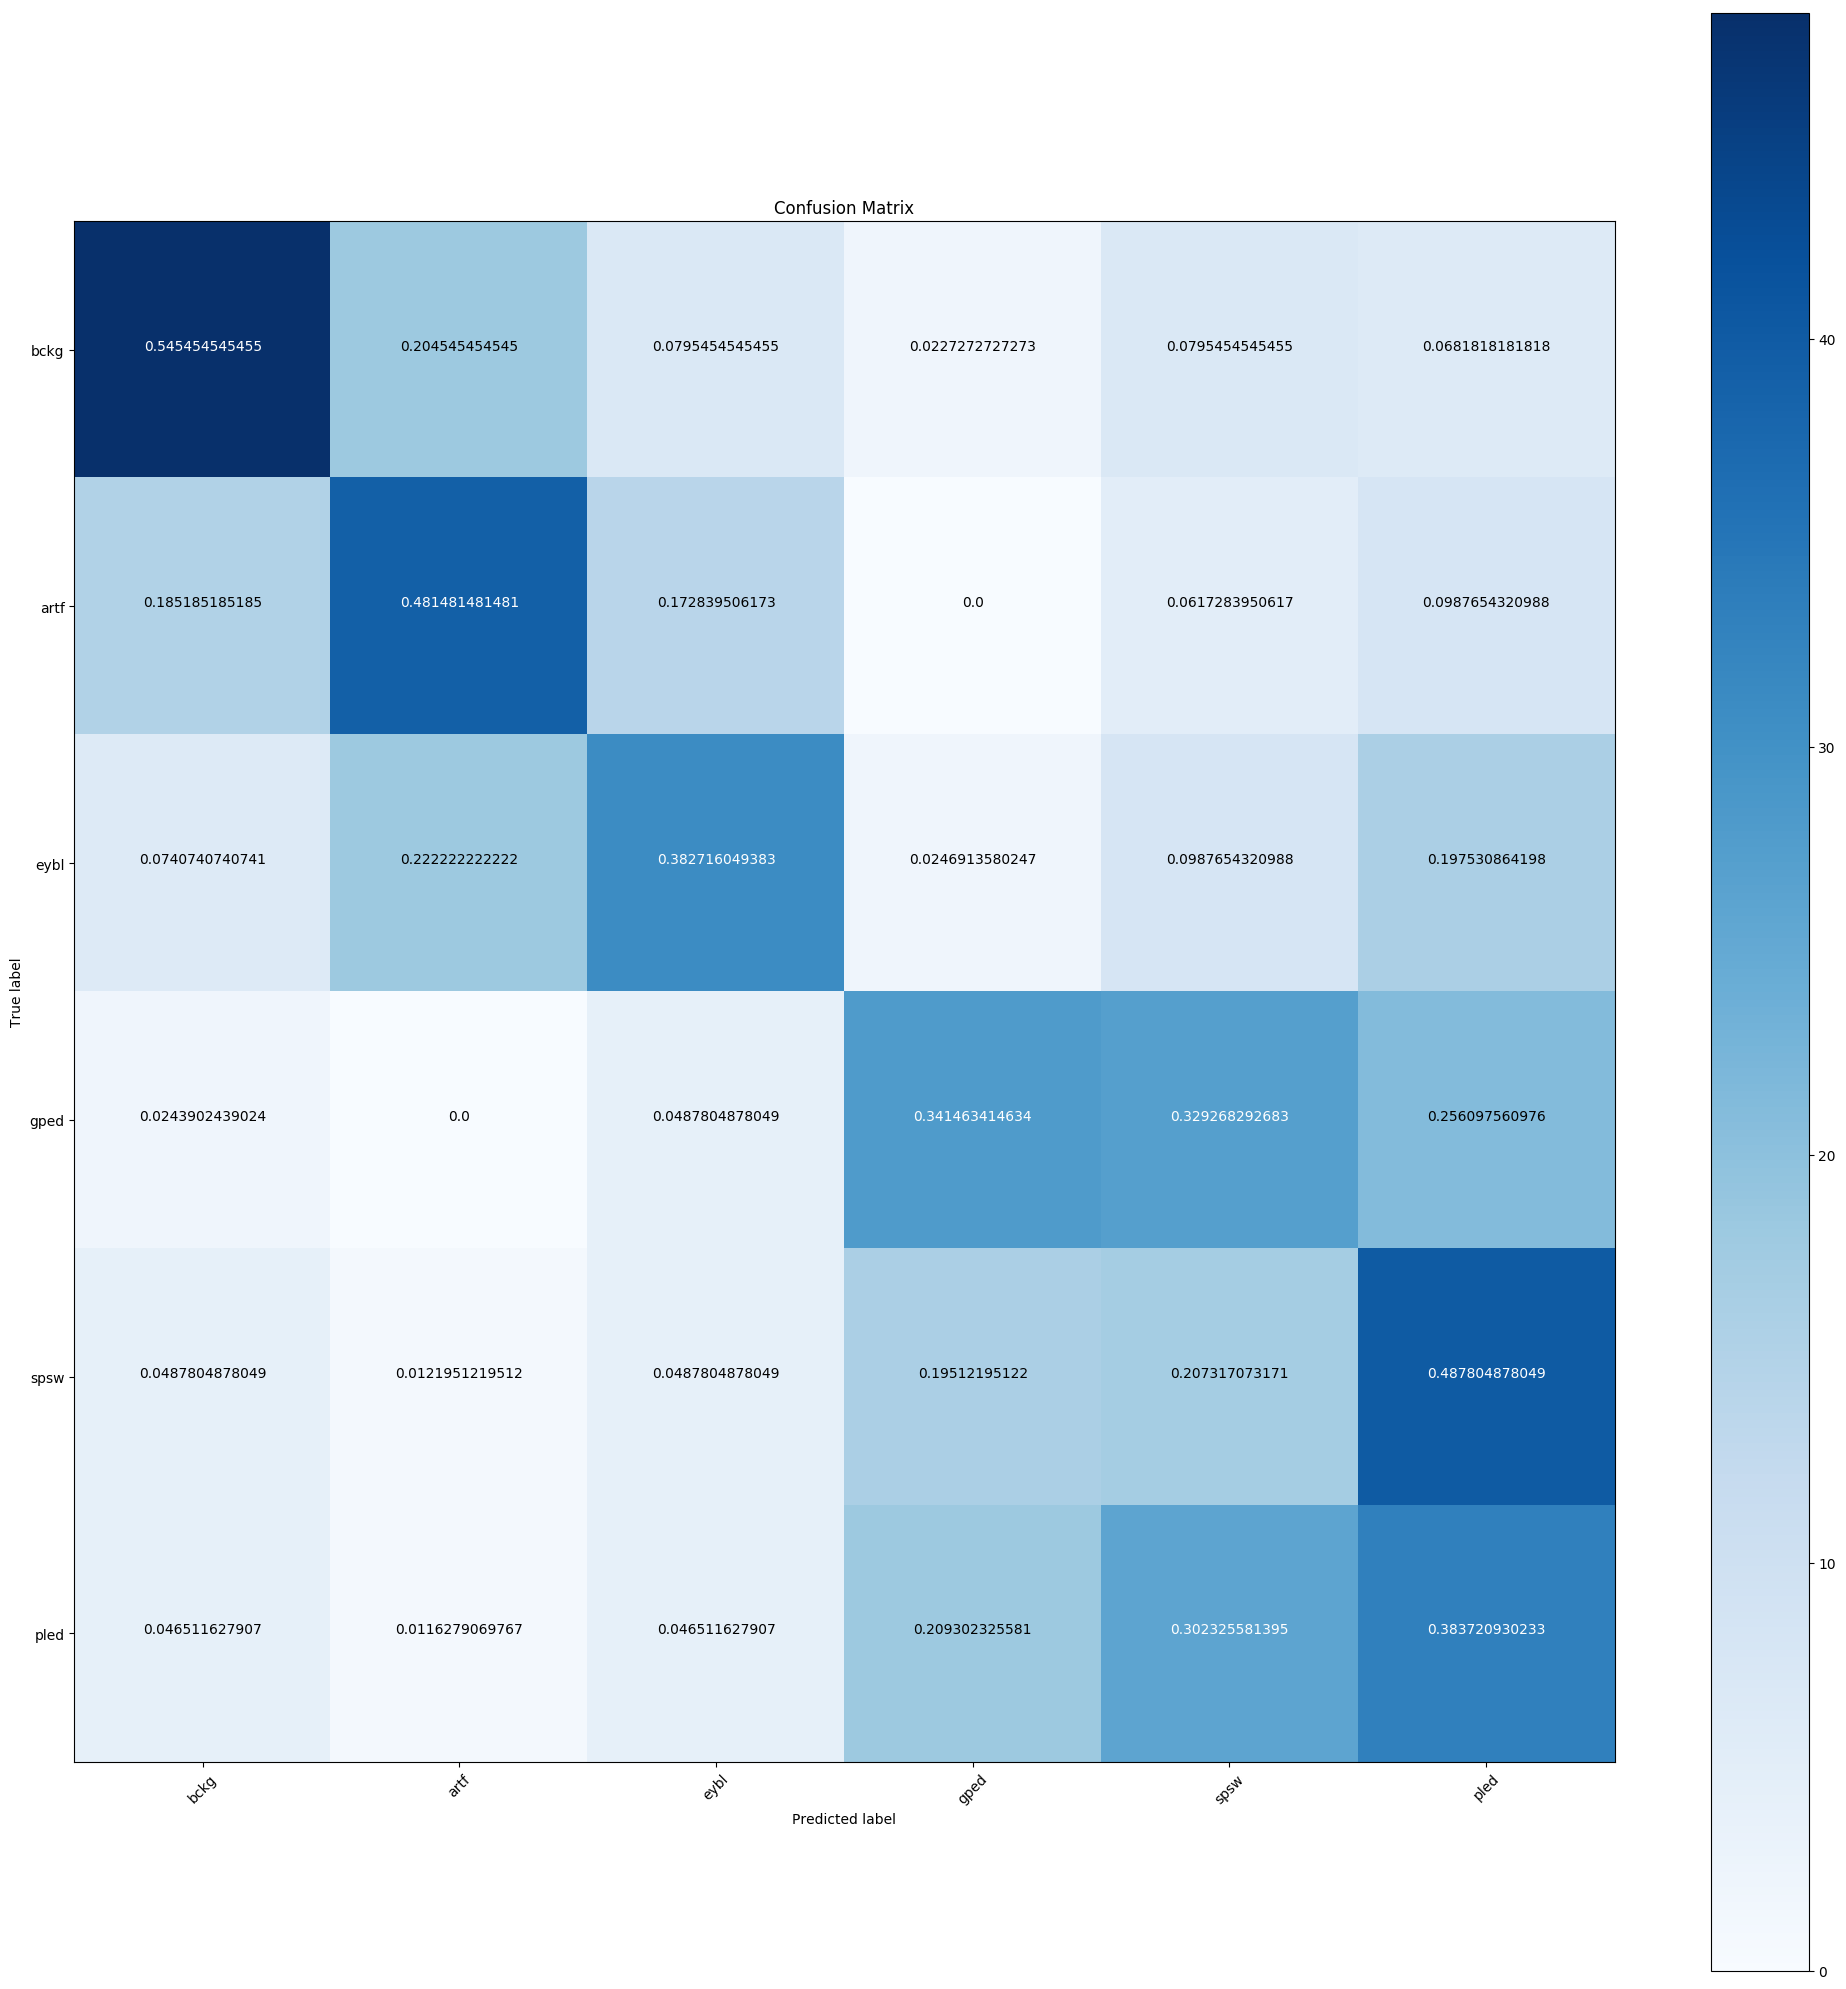 Confusion Matrix
bckg 0.545454545455 0.204545454545 0.0795454545455 0.0227272727273 0.0795454545455 0.0681818181818
artf 0.185185185185 0.481481481481 0.172839506173 0.0 0.0617283950617 0.0987654320988
eybl 0.0740740740741 0.222222222222 0.382716049383 0.0246913580247 0.0987654320988 0.197530864198
gped 0.0243902439024 0.0 0.0487804878049 0.341463414634 0.329268292683 0.256097560976
spsw 0.0487804878049 0.0121951219512 0.0487804878049 0.19512195122 0.207317073171 0.487804878049
pled 0.046511627907 0.0116279069767 0.046511627907 0.209302325581 0.302325581395 0.383720930233
bckg artf eybl gped spsw pled
Predicted label
True label
40
30
20
10
0